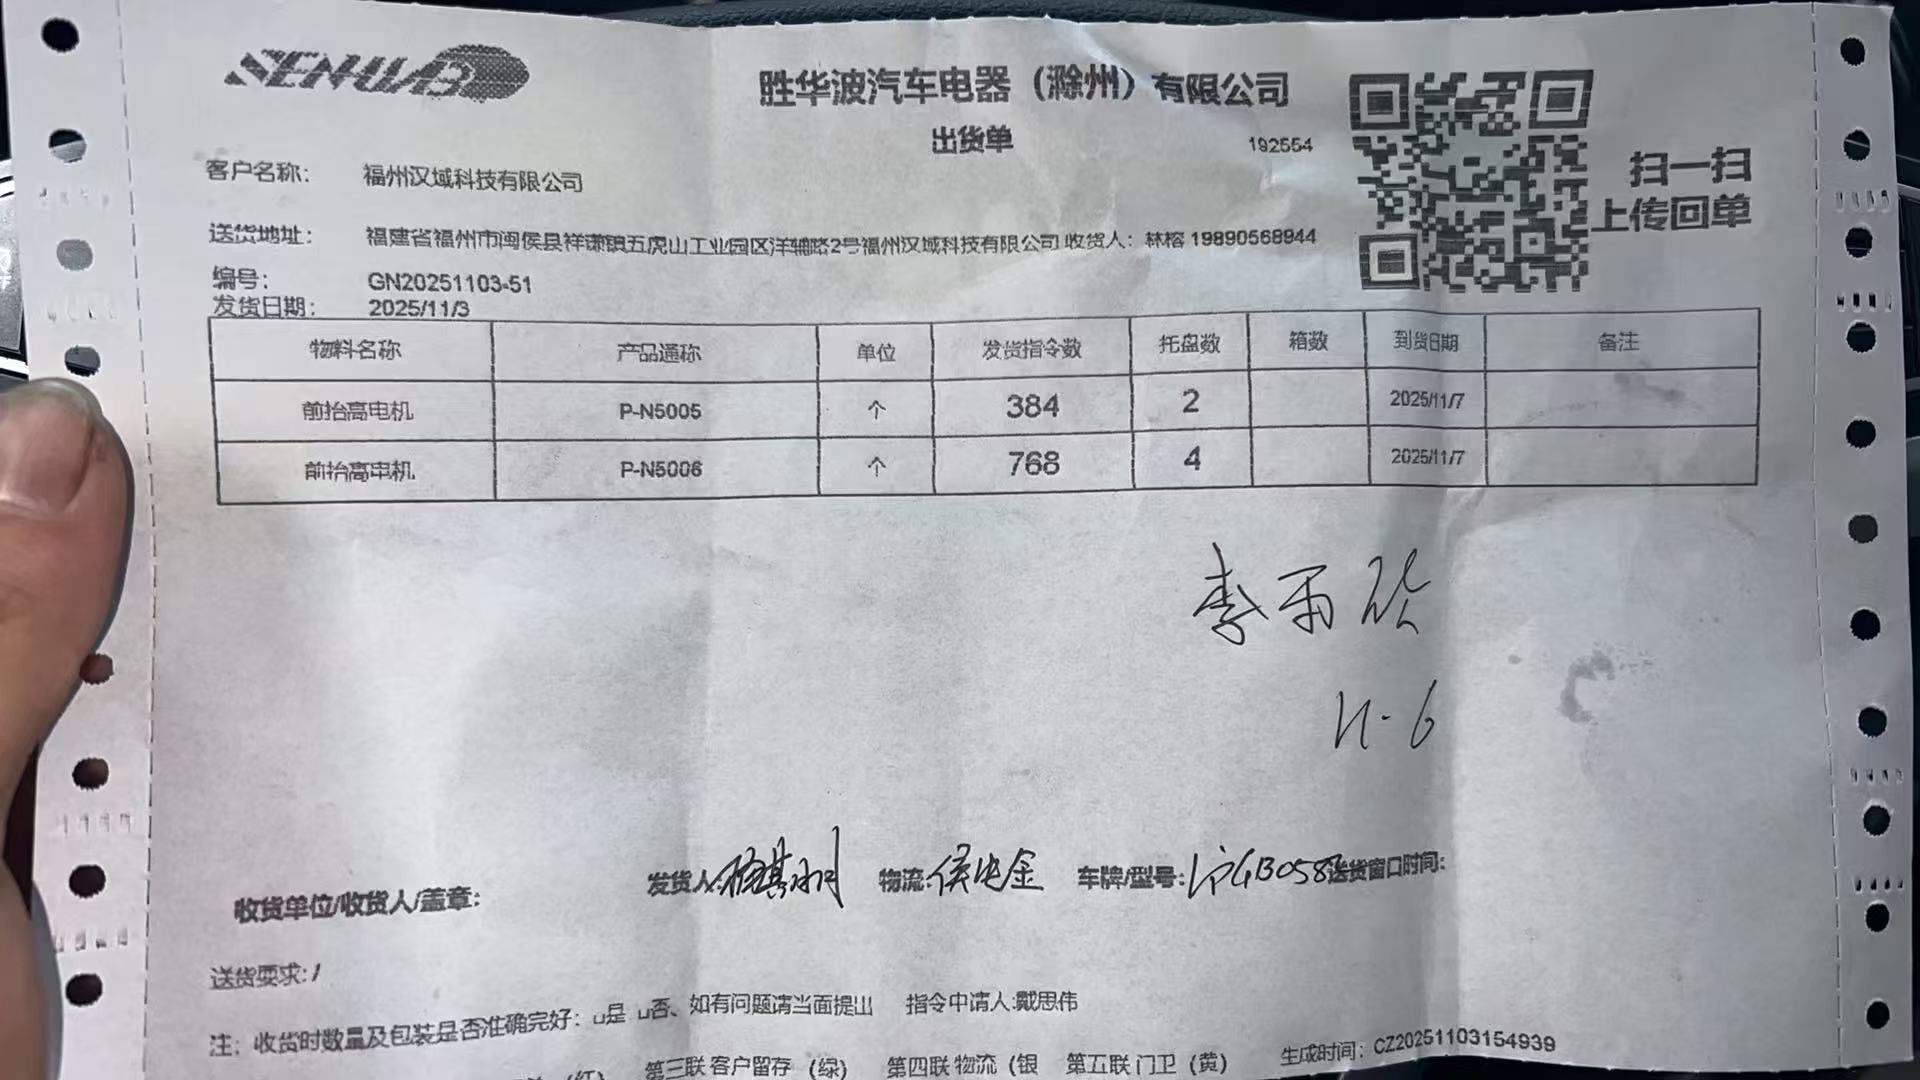 SENHUAB
胜华波汽车电器（滁州）有限公司
出货单
192554
扫一扫
上传回单
客户名称： 福州汉域科技有限公司
送货地址： 福建省福州市闽侯县祥谦镇五虎山工业园区洋辅路2号福州汉域科技有限公司 收货人：林榕 19890568944
编号： GN20251103-51
发货日期： 2025/11/3
物料名称 产品通称 单位 发货指令数 托盘数 箱数 到货日期 备注
前抬高电机 P-N5005 个 384 2 2025/11/7
前抬高电机 P-N5006 个 768 4 2025/11/7
李雨欣
11.6
收货单位/收货人/盖章： 发货人 物流: 车牌/型号: 沪GB058 送货窗口时间:
送货要求: /
注：收货时数量及包装是否准确完好：□是 □否、如有问题请当面提出 指令申请人:戴思伟
(红) 第三联 客户留存 (绿) 第四联 物流 (银 第五联 门卫 (黄) 生成时间： CZ20251103154939